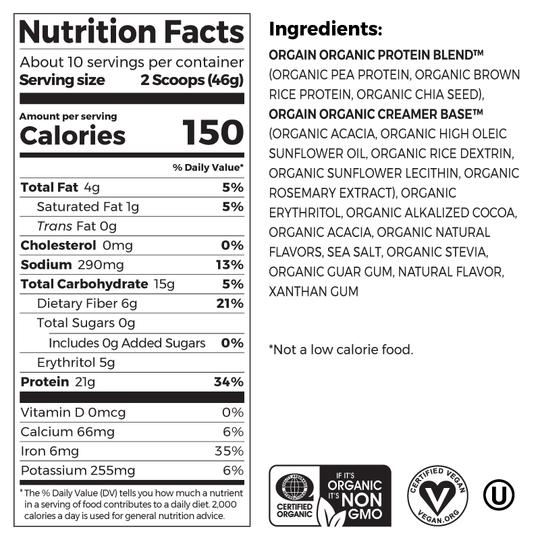 Nutrition Facts
About 10 servings per container
Serving size 2 Scoops (46g)
Amount per serving
Calories 150
% Daily Value*
Total Fat 4g 5%
Saturated Fat 1g 5%
Trans Fat 0g
Cholesterol 0mg 0%
Sodium 290mg 13%
Total Carbohydrate 15g 5%
Dietary Fiber 6g 21%
Total Sugars 0g
Includes 0g Added Sugars 0%
Erythritol 5g
Protein 21g 34%
Vitamin D 0mcg 0%
Calcium 66mg 6%
Iron 6mg 35%
Potassium 255mg 6%
* The % Daily Value (DV) tells you how much a nutrient
in a serving of food contributes to a daily diet. 2,000
calories a day is used for general nutrition advice.
Ingredients:
ORGAIN ORGANIC PROTEIN BLEND™
(ORGANIC PEA PROTEIN, ORGANIC BROWN
RICE PROTEIN, ORGANIC CHIA SEED),
ORGAIN ORGANIC CREAMER BASE™
(ORGANIC ACACIA, ORGANIC HIGH OLEIC
SUNFLOWER OIL, ORGANIC RICE DEXTRIN,
ORGANIC SUNFLOWER LECITHIN, ORGANIC
ROSEMARY EXTRACT), ORGANIC
ERYTHRITOL, ORGANIC ALKALIZED COCOA,
ORGANIC ACACIA, ORGANIC NATURAL
FLAVORS, SEA SALT, ORGANIC STEVIA,
ORGANIC GUAR GUM, NATURAL FLAVOR,
XANTHAN GUM
*Not a low calorie food.
CERTIFIED
ORGANIC
IF IT'S
ORGANIC
IT'S NON
GMO
CERTIFIED VEGAN
V
VEGAN.ORG
U